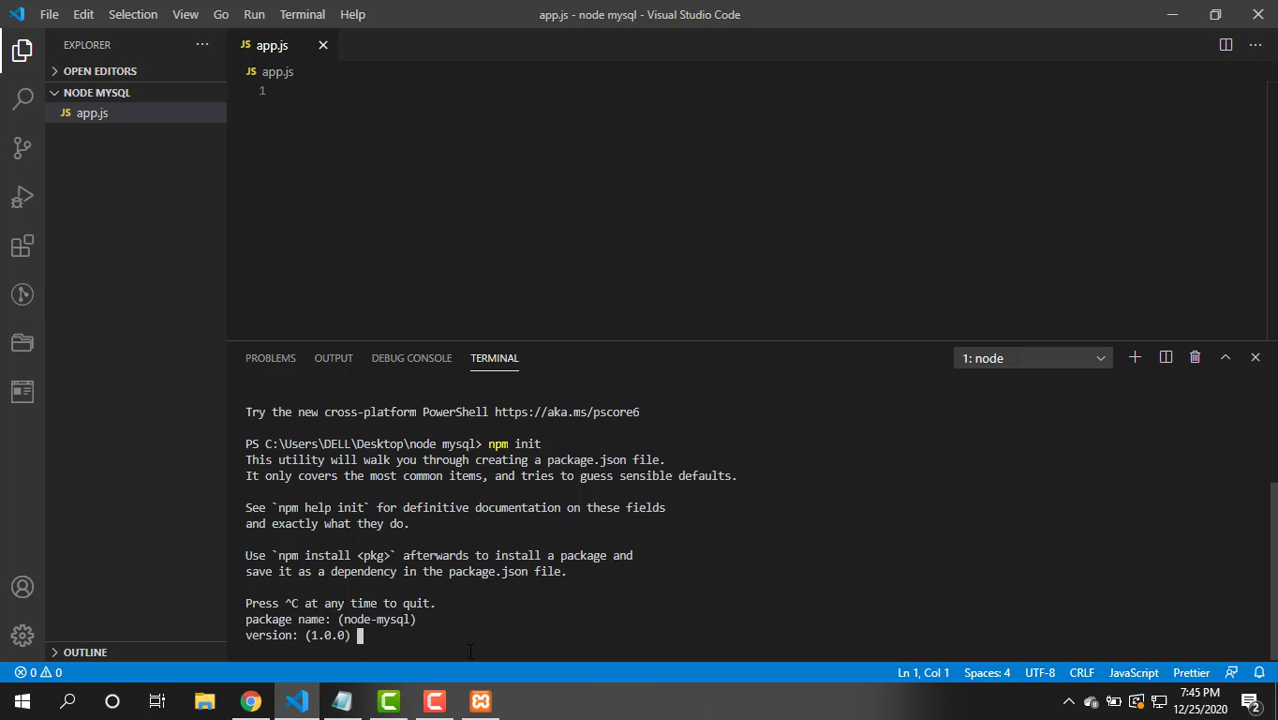 File Edit Selection View Go Run Terminal Help
app.js - node mysql - Visual Studio Code
EXPLORER
OPEN EDITORS
NODE MYSQL
JS app.js
OUTLINE
JS app.js
JS app.js
1
PROBLEMS OUTPUT DEBUG CONSOLE TERMINAL
1: node
Try the new cross-platform PowerShell https://aka.ms/pscore6
PS C:\Users\DELL\Desktop\node mysql> npm init
This utility will walk you through creating a package.json file.
It only covers the most common items, and tries to guess sensible defaults.
See `npm help init` for definitive documentation on these fields
and exactly what they do.
Use `npm install <pkg>` afterwards to install a package and
save it as a dependency in the package.json file.
Press ^C at any time to quit.
package name: (node-mysql)
version: (1.0.0)
0 0
Ln 1, Col 1 Spaces: 4 UTF-8 CRLF JavaScript Prettier
7:45 PM
12/25/2020
2